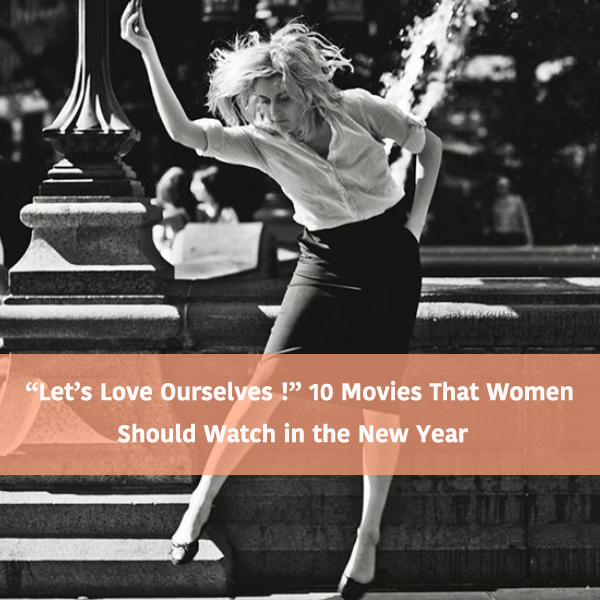 “Let’s Love Ourselves !” 10 Movies That Women
Should Watch in the New Year